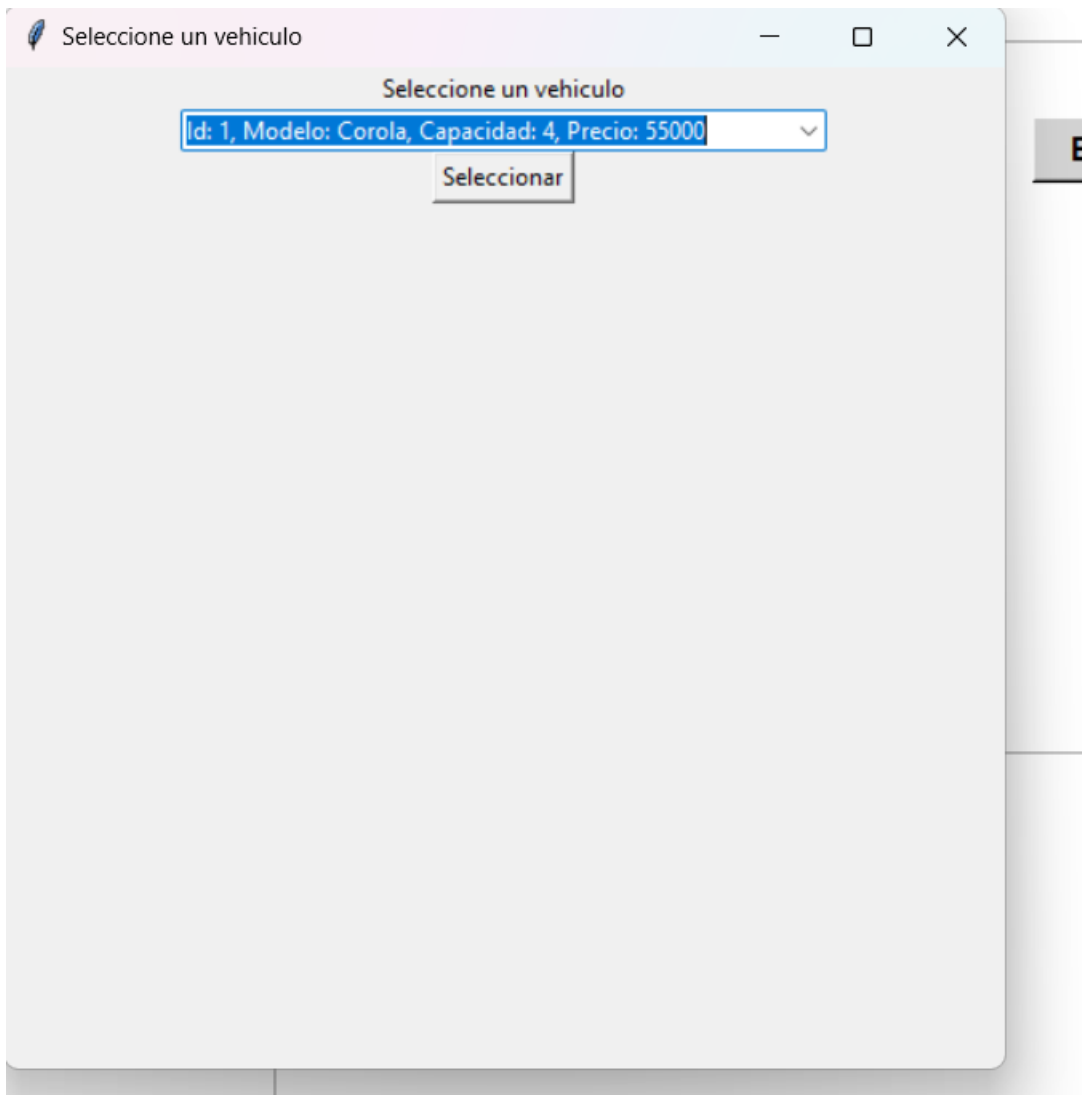 Seleccione un vehiculo
Seleccione un vehiculo
Id: 1, Modelo: Corola, Capacidad: 4, Precio: 55000
Seleccionar